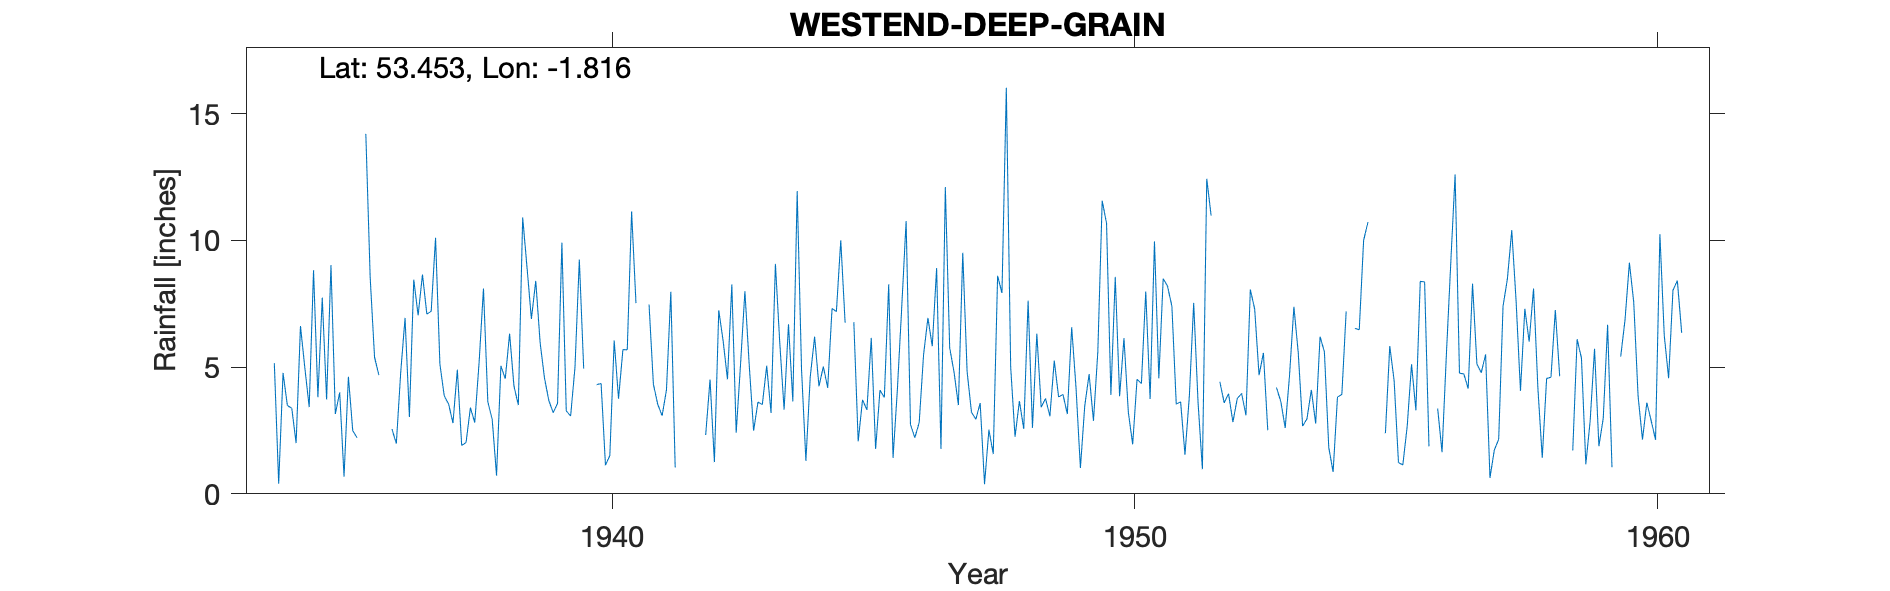 WESTEND-DEEP-GRAIN
Lat: 53.453, Lon: -1.816
15
10
5
0
Rainfall [inches]
1940 1950 1960
Year